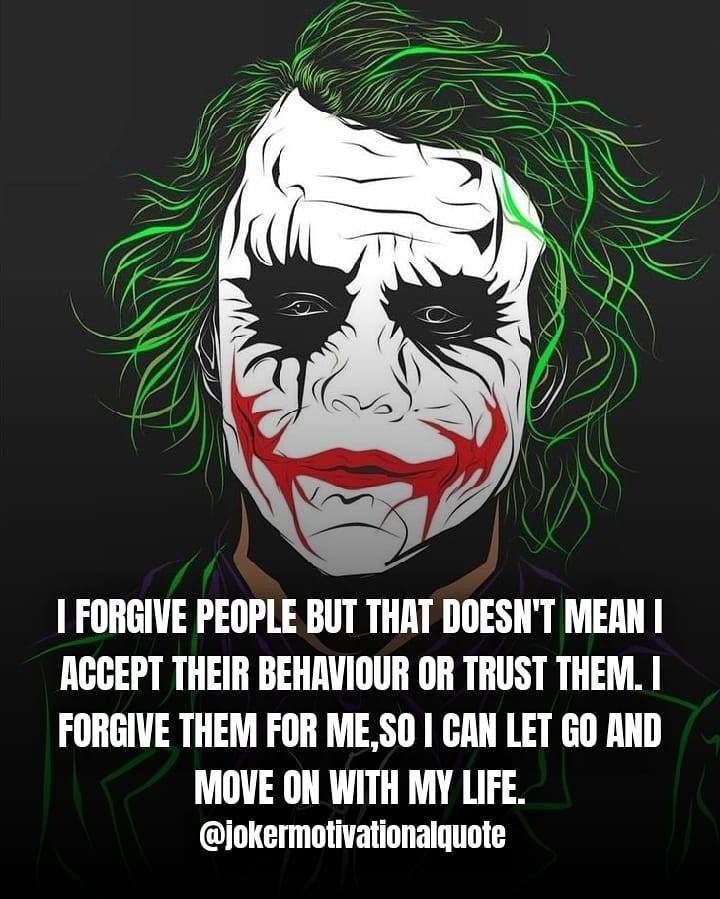 I FORGIVE PEOPLE BUT THAT DOESN'T MEAN I
ACCEPT THEIR BEHAVIOUR OR TRUST THEM. I
FORGIVE THEM FOR ME,SO I CAN LET GO AND
MOVE ON WITH MY LIFE.
@jokermotivationalquote